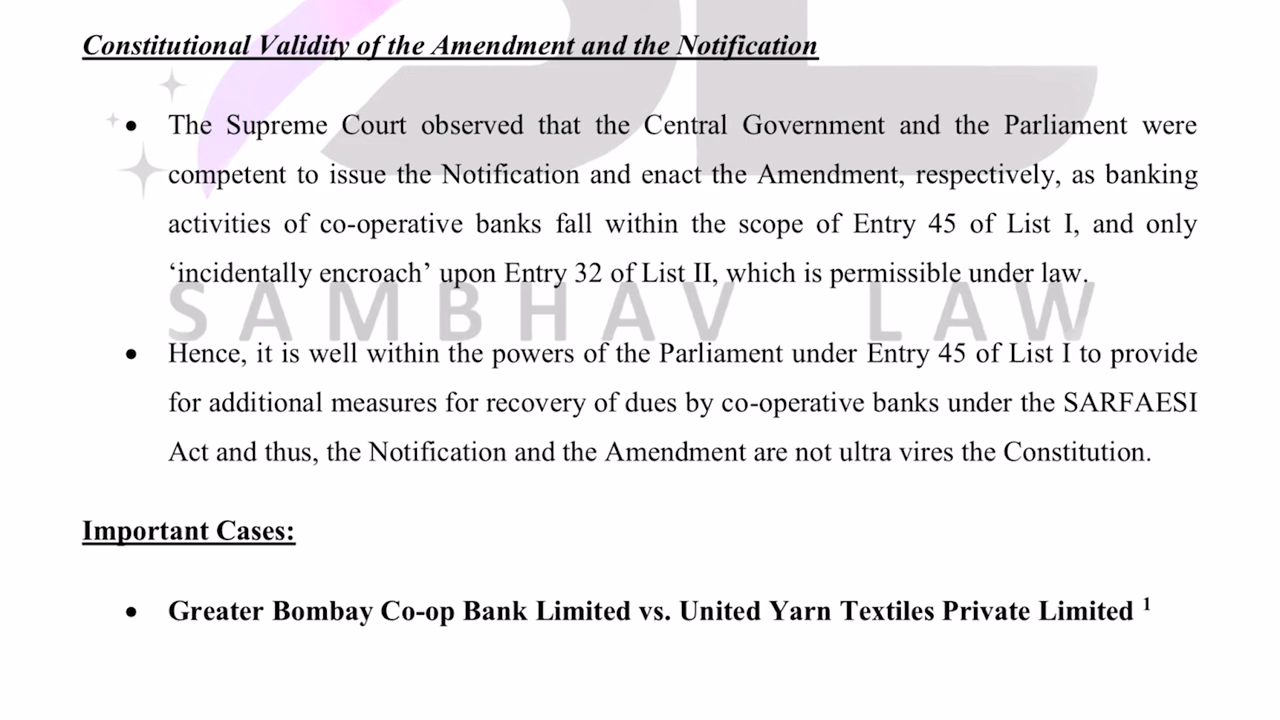 Constitutional Validity of the Amendment and the Notification
• The Supreme Court observed that the Central Government and the Parliament were
competent to issue the Notification and enact the Amendment, respectively, as banking
activities of co-operative banks fall within the scope of Entry 45 of List I, and only
‘incidentally encroach’ upon Entry 32 of List II, which is permissible under law.
SAMBHAV LAW
• Hence, it is well within the powers of the Parliament under Entry 45 of List I to provide
for additional measures for recovery of dues by co-operative banks under the SARFAESI
Act and thus, the Notification and the Amendment are not ultra vires the Constitution.
Important Cases:
• Greater Bombay Co-op Bank Limited vs. United Yarn Textiles Private Limited ¹